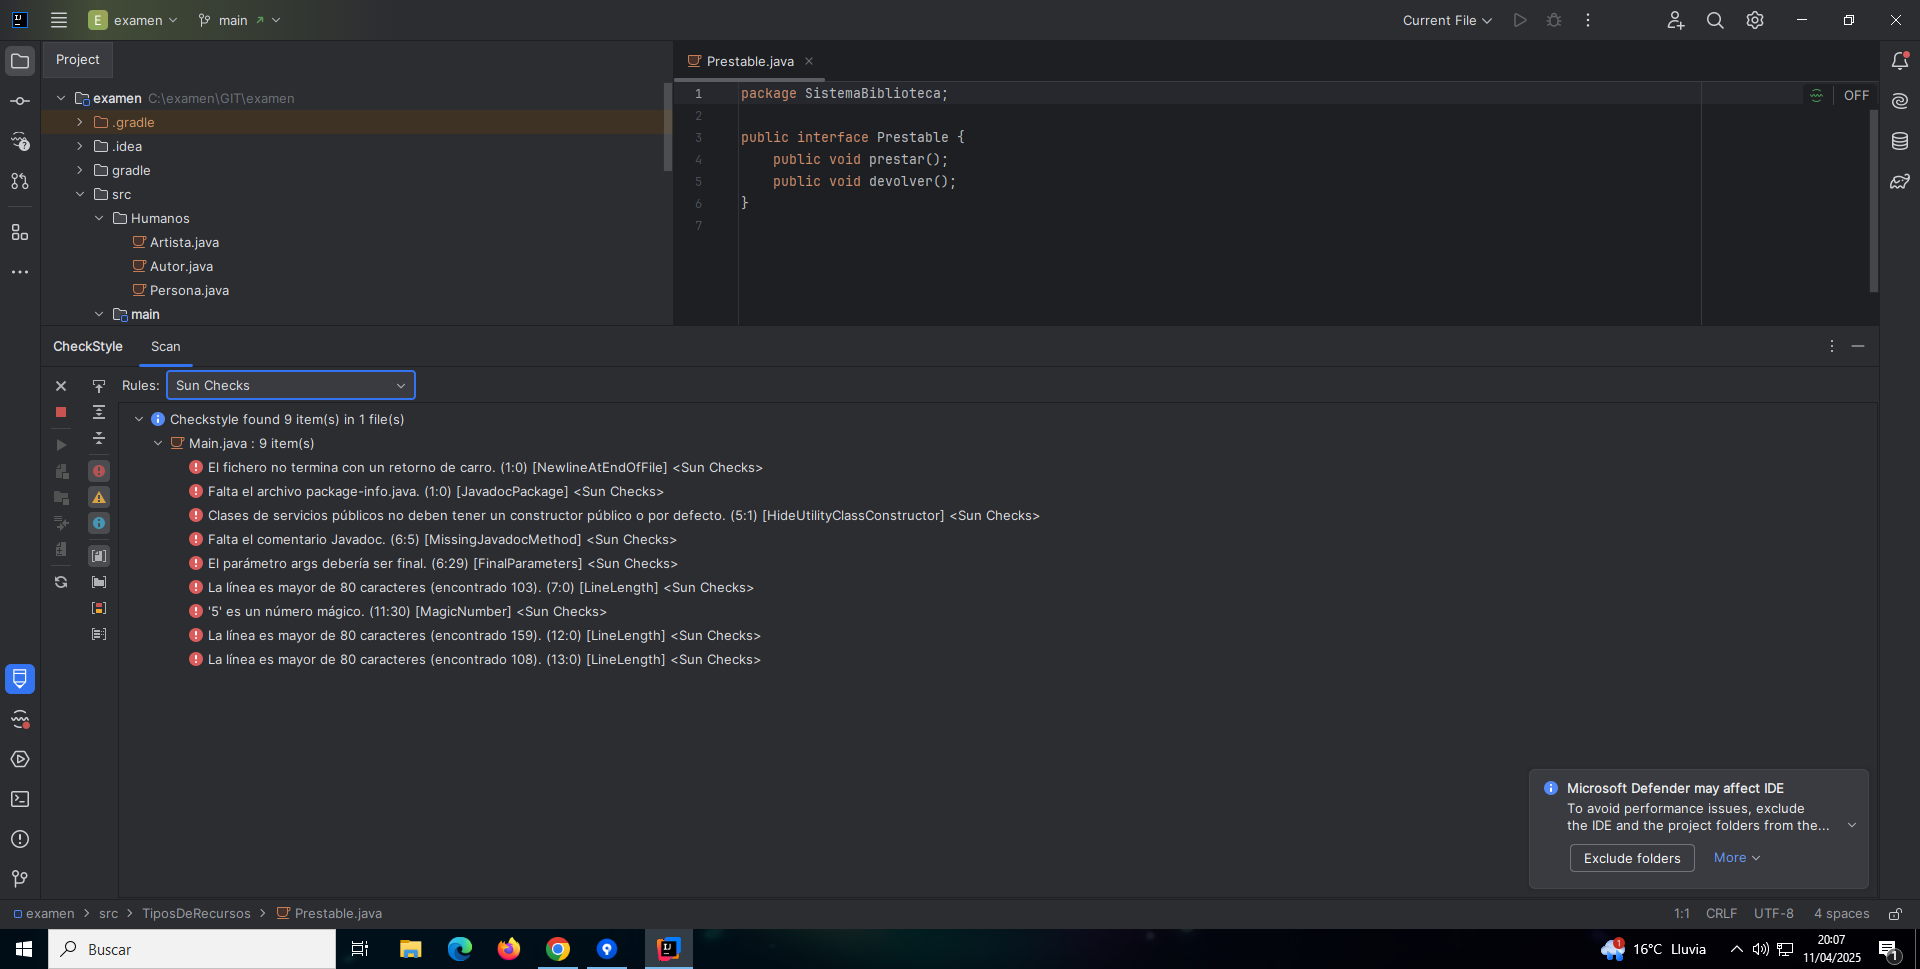 E examen main Current File
Project
examen C:\examen\GIT\examen
.gradle
.idea
gradle
src
Humanos
Artista.java
Autor.java
Persona.java
main
Prestable.java
OFF
1 package SistemaBiblioteca;
2
3 public interface Prestable {
4 public void prestar();
5 public void devolver();
6 }
7
CheckStyle Scan
Rules: Sun Checks
Checkstyle found 9 item(s) in 1 file(s)
Main.java : 9 item(s)
El fichero no termina con un retorno de carro. (1:0) [NewlineAtEndOfFile] <Sun Checks>
Falta el archivo package-info.java. (1:0) [JavadocPackage] <Sun Checks>
Clases de servicios públicos no deben tener un constructor público o por defecto. (5:1) [HideUtilityClassConstructor] <Sun Checks>
Falta el comentario Javadoc. (6:5) [MissingJavadocMethod] <Sun Checks>
El parámetro args debería ser final. (6:29) [FinalParameters] <Sun Checks>
La línea es mayor de 80 caracteres (encontrado 103). (7:0) [LineLength] <Sun Checks>
'5' es un número mágico. (11:30) [MagicNumber] <Sun Checks>
La línea es mayor de 80 caracteres (encontrado 159). (12:0) [LineLength] <Sun Checks>
La línea es mayor de 80 caracteres (encontrado 108). (13:0) [LineLength] <Sun Checks>
Microsoft Defender may affect IDE
To avoid performance issues, exclude
the IDE and the project folders from the...
Exclude folders More
examen > src > TiposDeRecursos > Prestable.java 1:1 CRLF UTF-8 4 spaces
Buscar
1 16°C Lluvia
20:07
11/04/2025
1